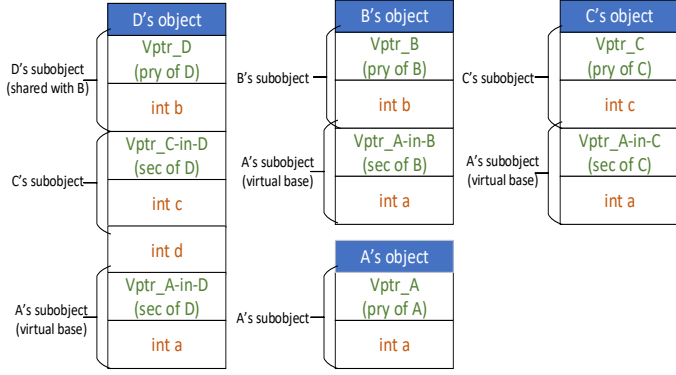 D's object
D's subobject
(shared with B)
Vptr_D
(pry of D)
int b
C's subobject
Vptr_C-in-D
(sec of D)
int c
int d
A's subobject
(virtual base)
Vptr_A-in-D
(sec of D)
int a
B's object
B's subobject
Vptr_B
(pry of B)
int b
A's subobject
(virtual base)
Vptr_A-in-B
(sec of B)
int a
A's object
A's subobject
Vptr_A
(pry of A)
int a
C's object
C's subobject
Vptr_C
(pry of C)
int c
A's subobject
(virtual base)
Vptr_A-in-C
(sec of C)
int a